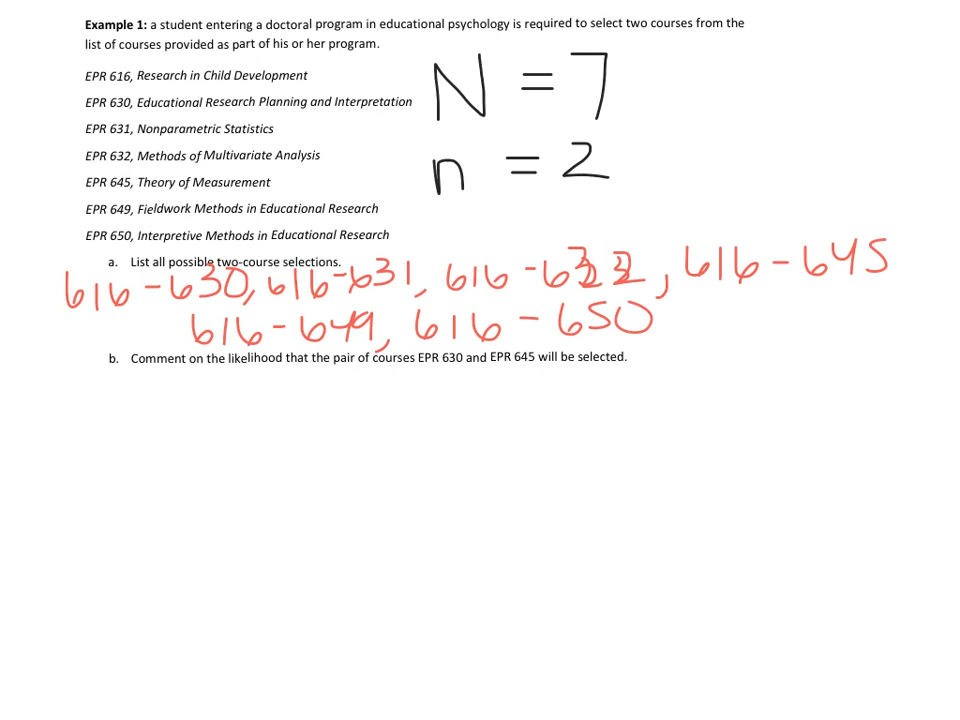 Example 1: a student entering a doctoral program in educational psychology is required to select two courses from the
list of courses provided as part of his or her program.
EPR 616, Research in Child Development
EPR 630, Educational Research Planning and Interpretation
EPR 631, Nonparametric Statistics
EPR 632, Methods of Multivariate Analysis
EPR 645, Theory of Measurement
EPR 649, Fieldwork Methods in Educational Research
EPR 650, Interpretive Methods in Educational Research
N = 7
n = 2
a. List all possible two-course selections.
616-630, 616-631, 616-632, 616-645
616-649, 616-650
b. Comment on the likelihood that the pair of courses EPR 630 and EPR 645 will be selected.